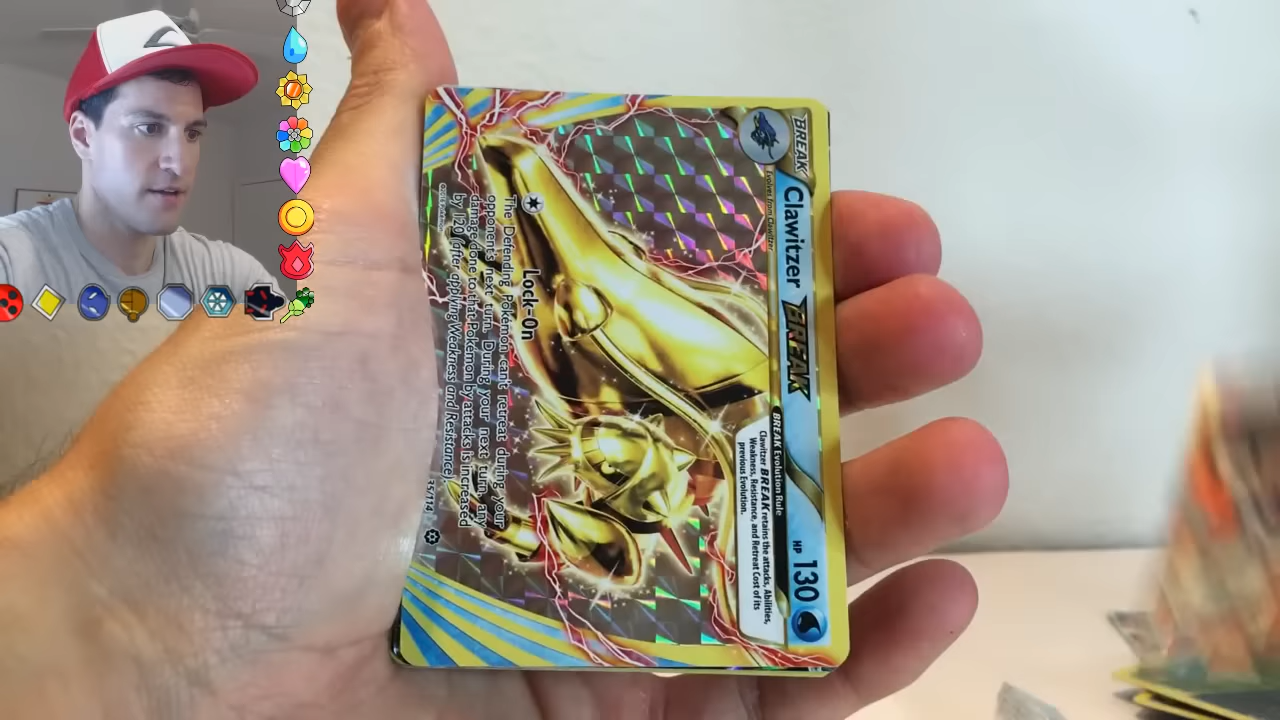 BREAK
Evolves from Clawitzer
Clawitzer BREAK
HP 130
BREAK Evolution Rule
Clawitzer BREAK retains the attacks, Abilities,
Weakness, Resistance, and Retreat Cost of its
previous Evolution.
Lock-On
The Defending Pokémon can't retreat during your
opponent's next turn. During your next turn, any
damage done to that Pokémon by attacks is increased
by 120 (after applying Weakness and Resistance).
35/114